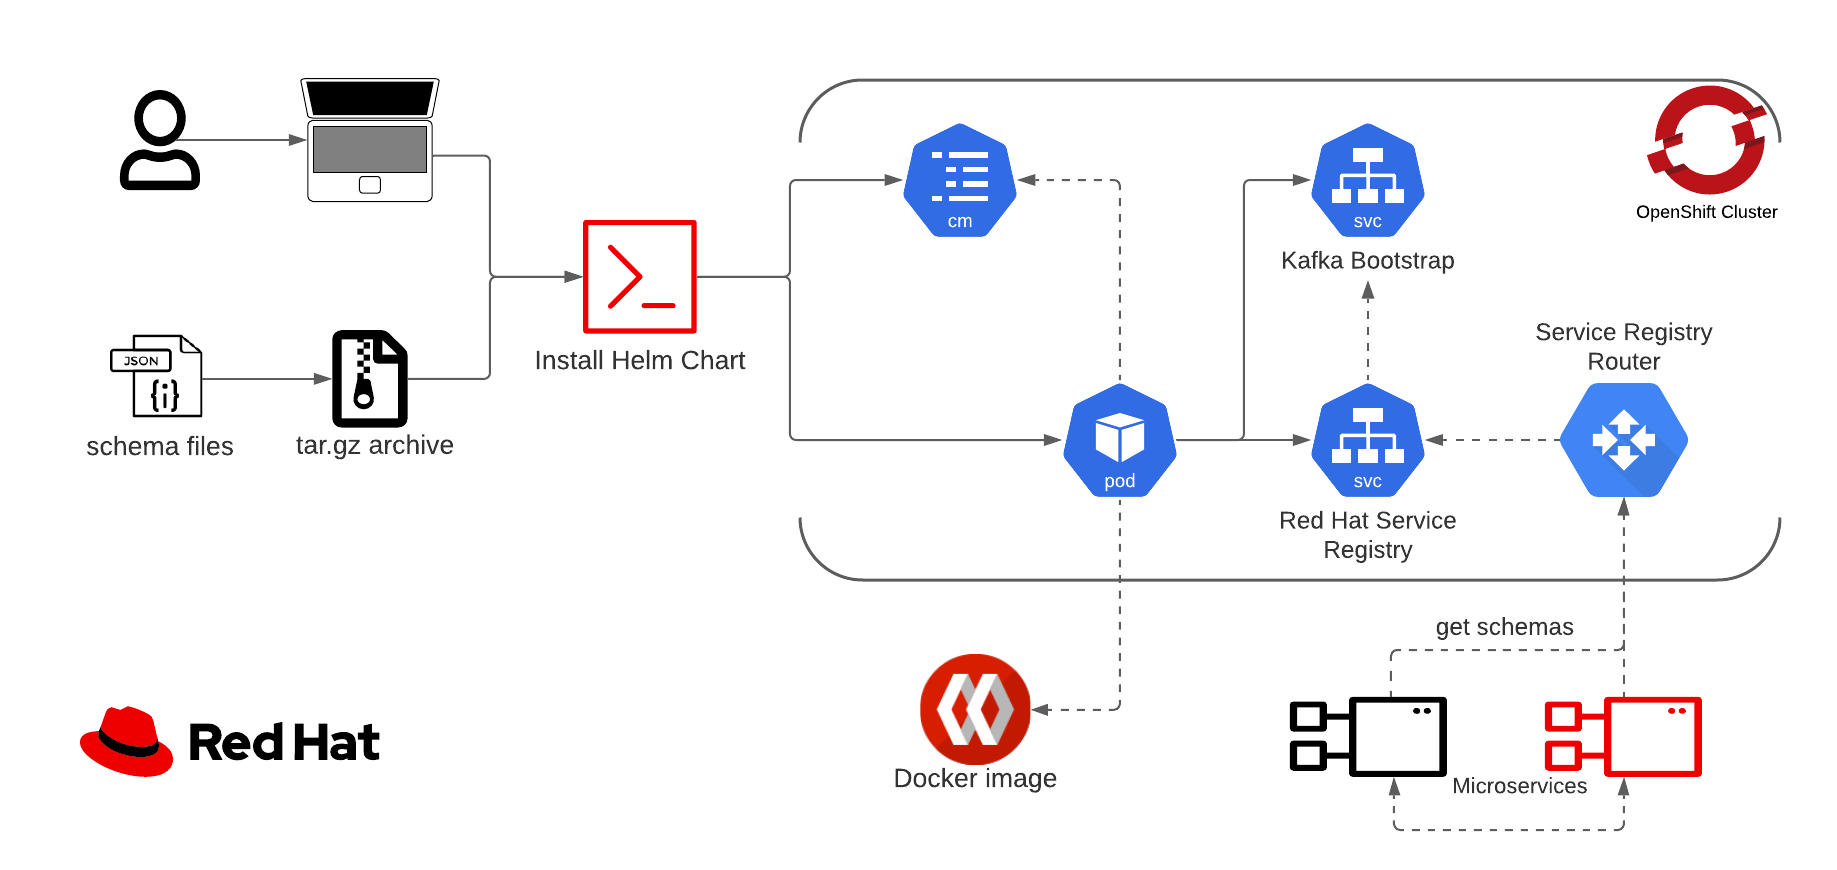 OpenShift Cluster
cm
svc
Kafka Bootstrap
Install Helm Chart
JSON
{i}
schema files
tar.gz archive
Service Registry
Router
pod
svc
Red Hat Service
Registry
get schemas
Microservices
Docker image
Red Hat